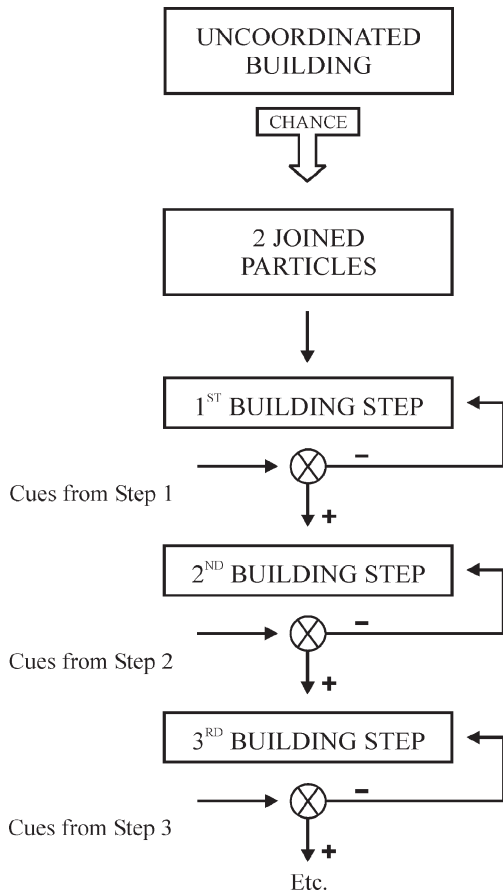 UNCOORDINATED
BUILDING
CHANCE
2 JOINED
PARTICLES
1ST BUILDING STEP
−
Cues from Step 1
+
2ND BUILDING STEP
−
Cues from Step 2
+
3RD BUILDING STEP
−
Cues from Step 3
+
Etc.